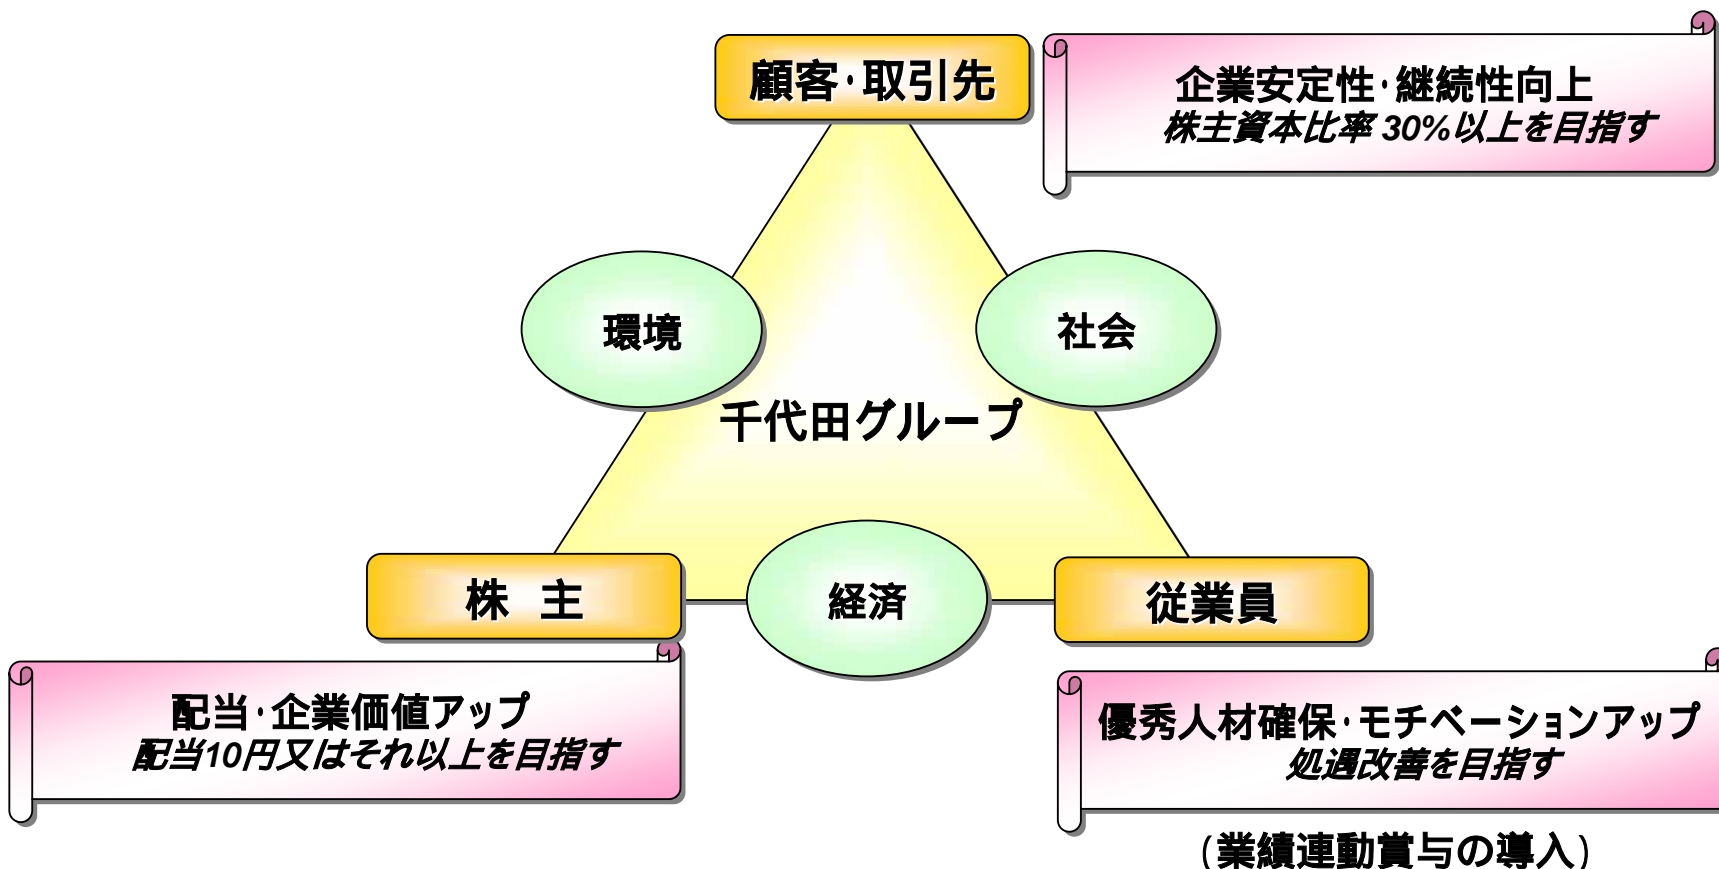 顧客・取引先
企業安定性・継続性向上
株主資本比率 30%以上を目指す
環境
社会
千代田グループ
株 主
経済
従業員
配当・企業価値アップ
配当10円又はそれ以上を目指す
優秀人材確保・モチベーションアップ
処遇改善を目指す
(業績連動賞与の導入)